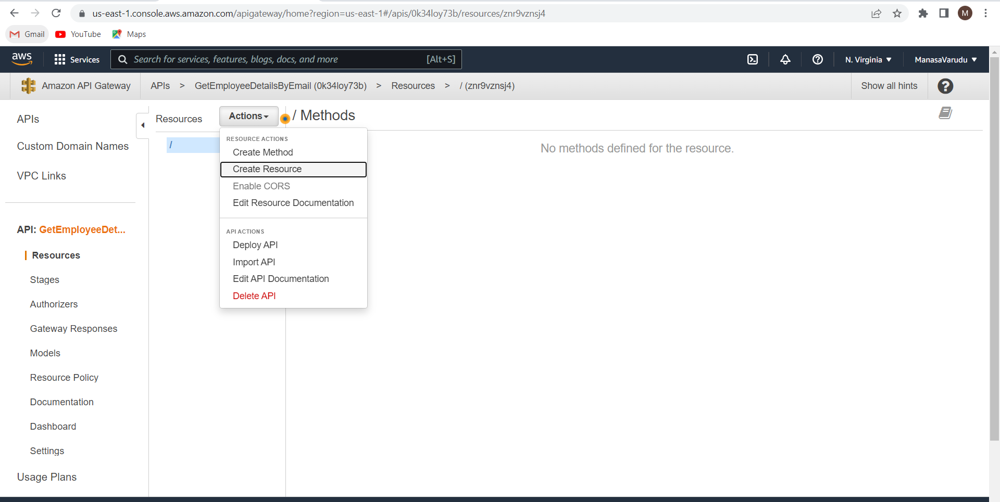 us-east-1.console.aws.amazon.com/apigateway/home?region=us-east-1#/apis/0k34loy73b/resources/znr9vznsj4
M
Gmail
YouTube
Maps
aws
Services
Search for services, features, blogs, docs, and more
[Alt+S]
N. Virginia
ManasaVarudu
Amazon API Gateway
APIs > GetEmployeeDetailsByEmail (0k34loy73b) > Resources > / (znr9vznsj4)
Show all hints
APIs
Custom Domain Names
VPC Links
API: GetEmployeeDet...
Resources
Stages
Authorizers
Gateway Responses
Models
Resource Policy
Documentation
Dashboard
Settings
Usage Plans
Resources
Actions
/
RESOURCE ACTIONS
Create Method
Create Resource
Enable CORS
Edit Resource Documentation
API ACTIONS
Deploy API
Import API
Edit API Documentation
Delete API
/ Methods
No methods defined for the resource.